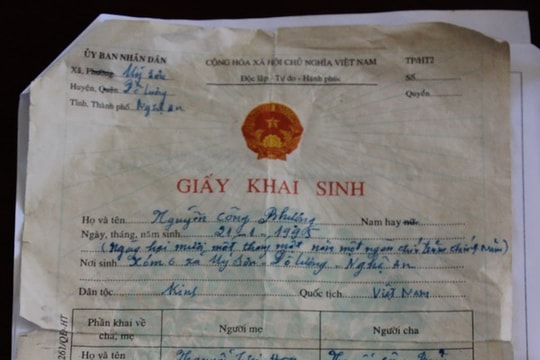 ỦY BAN NHÂN DÂN CỘNG HÒA XÃ HỘI CHỦ NGHĨA VIỆT NAM TP/HT2
Xã, Phường Mỹ Sơn Độc lập - Tự do - Hạnh phúc Số
Huyện, Quận Đô Lương Quyển
Tỉnh, Thành phố Nghệ An
GIẤY KHAI SINH
Họ và tên Nguyễn Công Phượng Nam hay nữ
Ngày, tháng, năm sinh 21-1-1995
(Ngày hai mươi một tháng một năm một ngàn chín trăm chín năm)
Nơi sinh Xóm 6 xã Mỹ Sơn - Đô Lương - Nghệ An
Dân tộc Kinh Quốc tịch Việt Nam
Phần khai về cha, mẹ Người mẹ Người cha
Họ và tên